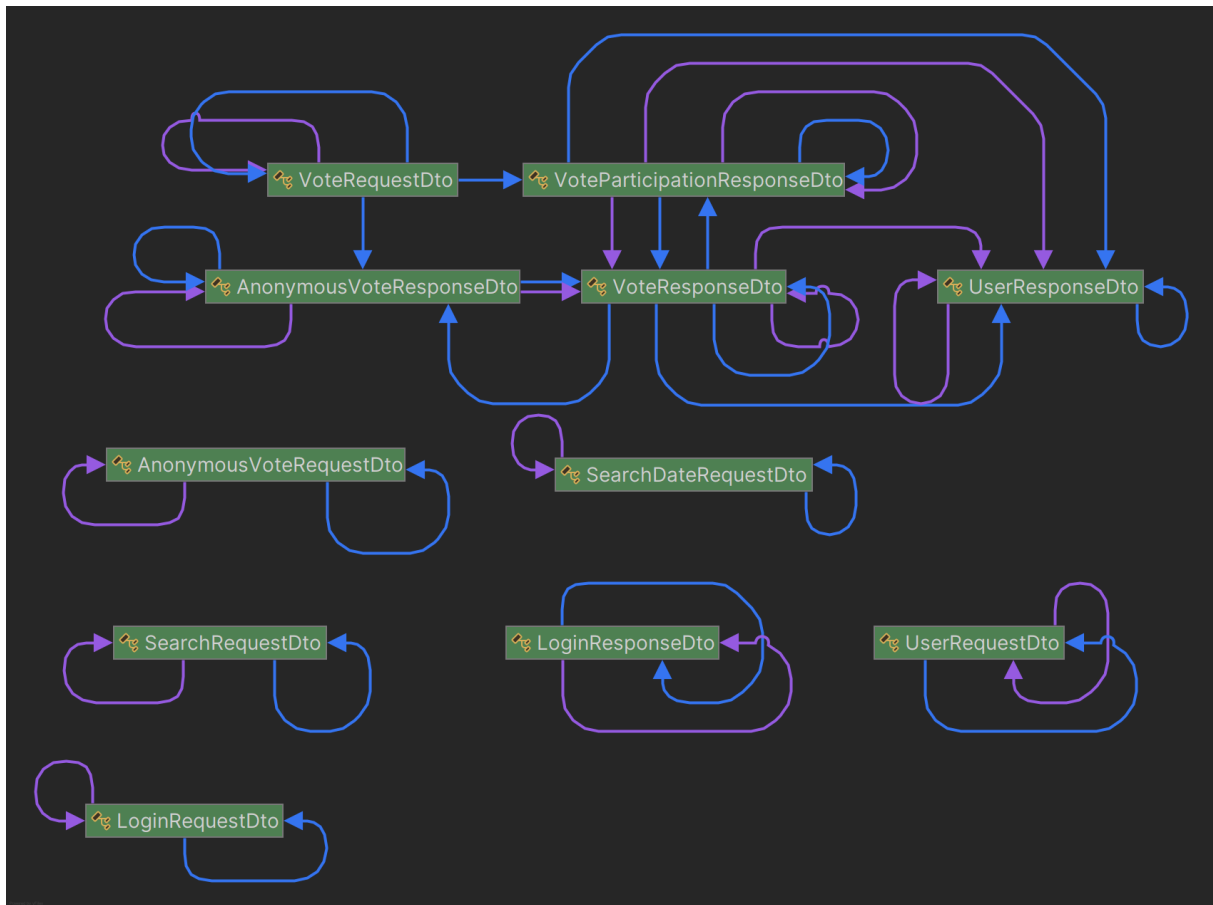 VoteRequestDto
VoteParticipationResponseDto
AnonymousVoteResponseDto
VoteResponseDto
UserResponseDto
AnonymousVoteRequestDto
SearchDateRequestDto
SearchRequestDto
LoginResponseDto
UserRequestDto
LoginRequestDto